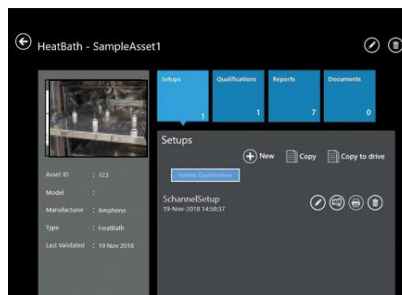 HeatBath - SampleAsset1
Setups
1
Qualifications
1
Reports
7
Documents
0
Setups
New
Copy
Copy to drive
Initiate Qualification
5channelSetup
19-Nov-2018 14:58:37
Asset ID : 123
Model :
Manufacturer : Ampheno
Type : HeatBath
Last Validated : 19 Nov 2018